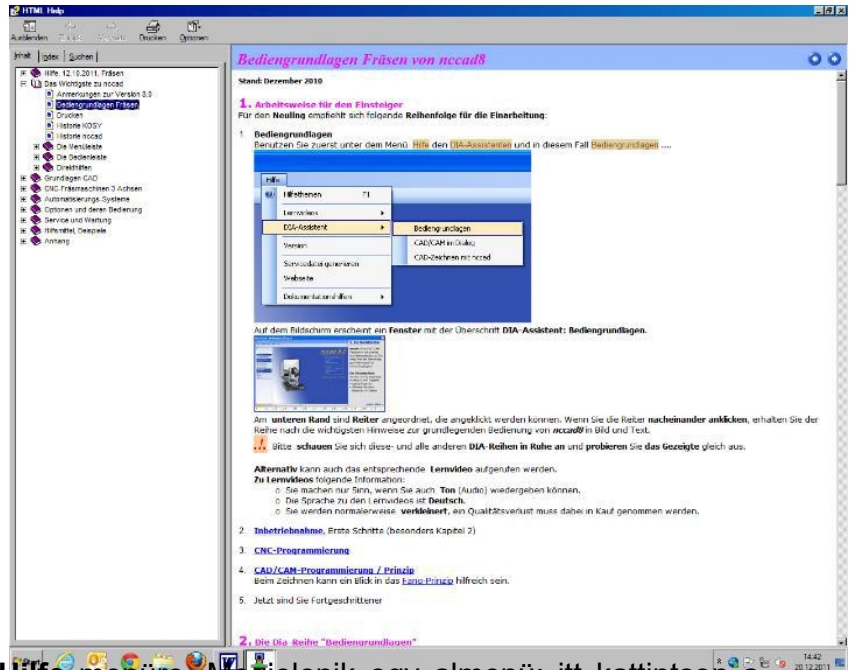 HTML Help
Ausblenden Zurück Drucken Optionen
Inhalt Index Suchen
Hilfe, 12.10.2011, Fräsen
Das Wichtigste zu nccad
Anmerkungen zur Version 8.0
Bediengrundlagen Fräsen
Drucken
Historie KOSY
Historie nccad
Die Menüleiste
Die Bedienleiste
Direkthilfen
Grundlagen CAD
CNC-Fräsmaschinen 3 Achsen
Automatisierungs-Systeme
Optionen und deren Bedienung
Service und Wartung
Hilfsmittel, Beispiele
Anhang
Bediengrundlagen Fräsen von nccad8
Stand: Dezember 2010
1. Arbeitsweise für den Einsteiger
Für den Neuling empfiehlt sich folgende Reihenfolge für die Einarbeitung:
1. Bediengrundlagen
Benutzen Sie zuerst unter dem Menü Hilfe den DIA-Assistenten und in diesem Fall Bediengrundlagen ....
Hilfe
Hilfethemen F1
Lernvideos
DIA-Assistent
Bediengrundlagen
CAD/CAM im Dialog
CAD-Zeichnen mit nccad
Version
Servicedatei generieren
Webseite
Dokumentationshilfen
Auf dem Bildschirm erscheint ein Fenster mit der Überschrift DIA-Assistent: Bediengrundlagen.
Am unteren Rand sind Reiter angeordnet, die angeklickt werden können. Wenn Sie die Reiter nacheinander anklicken, erhalten Sie der
Reihe nach die wichtigsten Hinweise zur grundlegenden Bedienung von nccad8 in Bild und Text.
..! Bitte schauen Sie sich diese- und alle anderen DIA-Reihen in Ruhe an und probieren Sie das Gezeigte gleich aus.
Alternativ kann auch das entsprechende Lernvideo aufgerufen werden.
Zu Lernvideos folgende Information:
o Sie machen nur Sinn, wenn Sie auch Ton (Audio) wiedergeben können.
o Die Sprache zu den Lernvideos ist Deutsch.
o Sie werden normalerweise verkleinert, ein Qualitätsverlust muss dabei in Kauf genommen werden.
2. Inbetriebnahme, Erste Schritte (besonders Kapitel 2)
3. CNC-Programmierung
4. CAD/CAM-Programmierung / Prinzip
Beim Zeichnen kann ein Blick in das Fang-Prinzip hilfreich sein.
5. Jetzt sind Sie Fortgeschrittener
2. Die Dia-Reihe "Bediengrundlagen"
14:42
20.12.2011